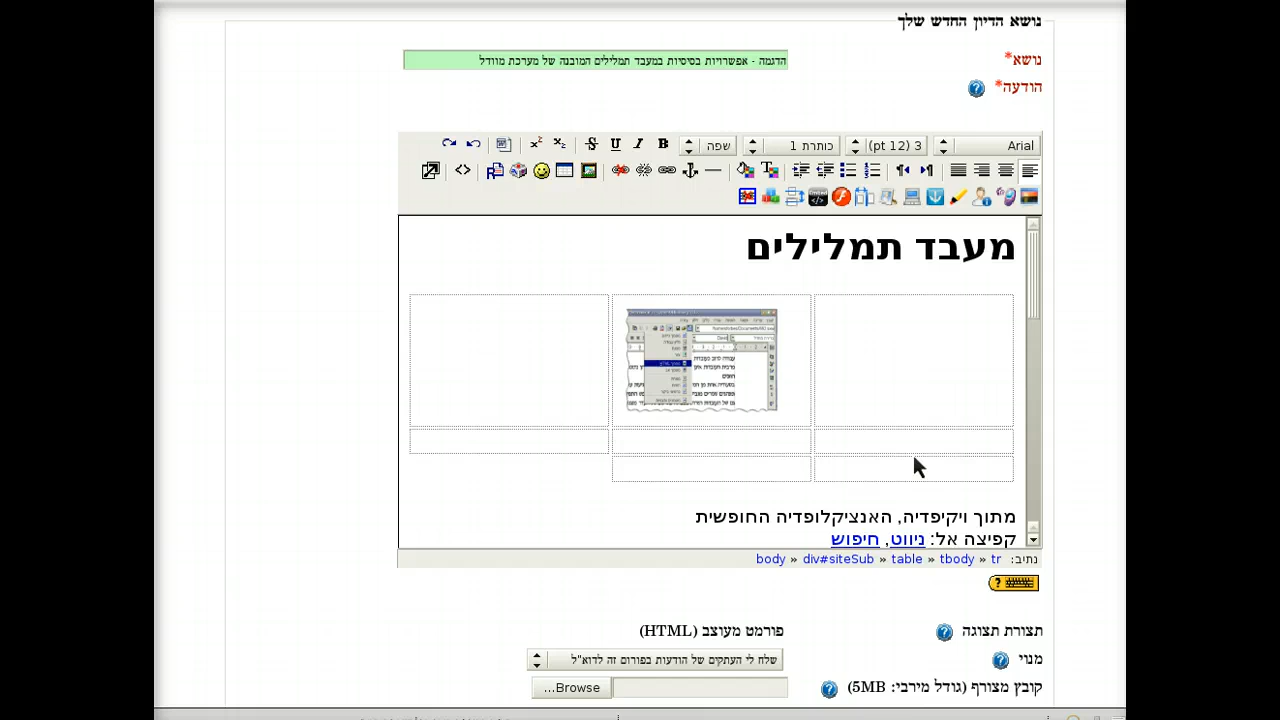 נושא הדיון החדש שלך
נושא*
הדגמה - אפשרויות בסיסיות במעבד תמלילים המובנה של מערכת מוודל
הודעה*
Arial
3 (12 pt)
כותרת 1
שפה
B I U S x₂ x²
מעבד תמלילים
מתוך ויקיפדיה, האנציקלופדיה החופשית
קפיצה אל: ניווט, חיפוש
נתיב: body » div#siteSub » table » tbody » tr
תצורת תצוגה
פורמט מעוצב (HTML)
מנוי
שלח לי העתקים של הודעות בפורום זה לדוא"ל
קובץ מצורף (גודל מירבי: 5MB)
Browse...